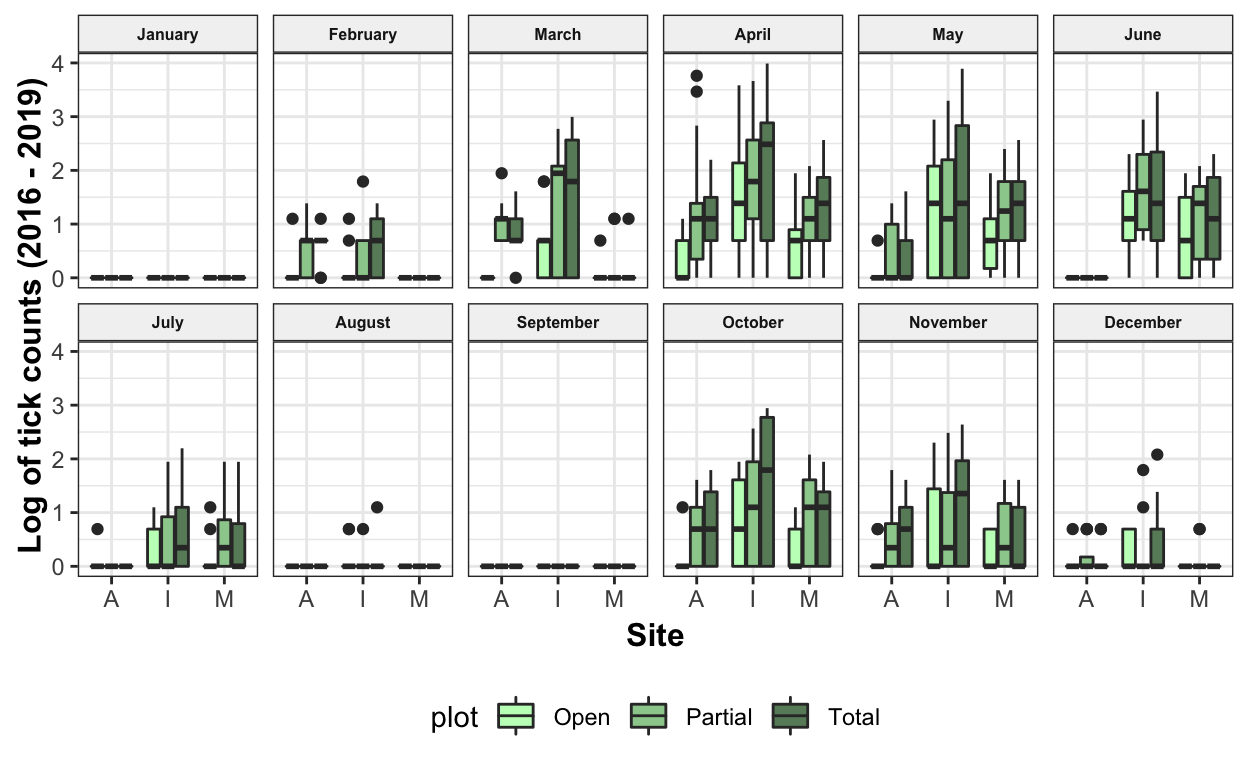 January February March April May June
4
3
2
1
0
July August September October November December
4
3
2
1
0
Log of tick counts (2016 - 2019)
A I M A I M A I M A I M A I M A I M
Site
plot Open Partial Total